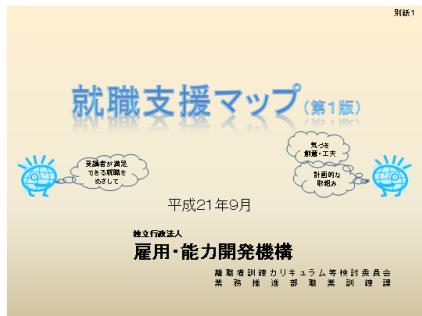 別紙1
就職支援マップ(第1版)
気づき
創意・工夫
受講者が満足
できる就職を
めざして
計画的な
取組み
平成21年9月
独立行政法人
雇用・能力開発機構
離職者訓練カリキュラム等検討委員会
業務推進部職業訓練課